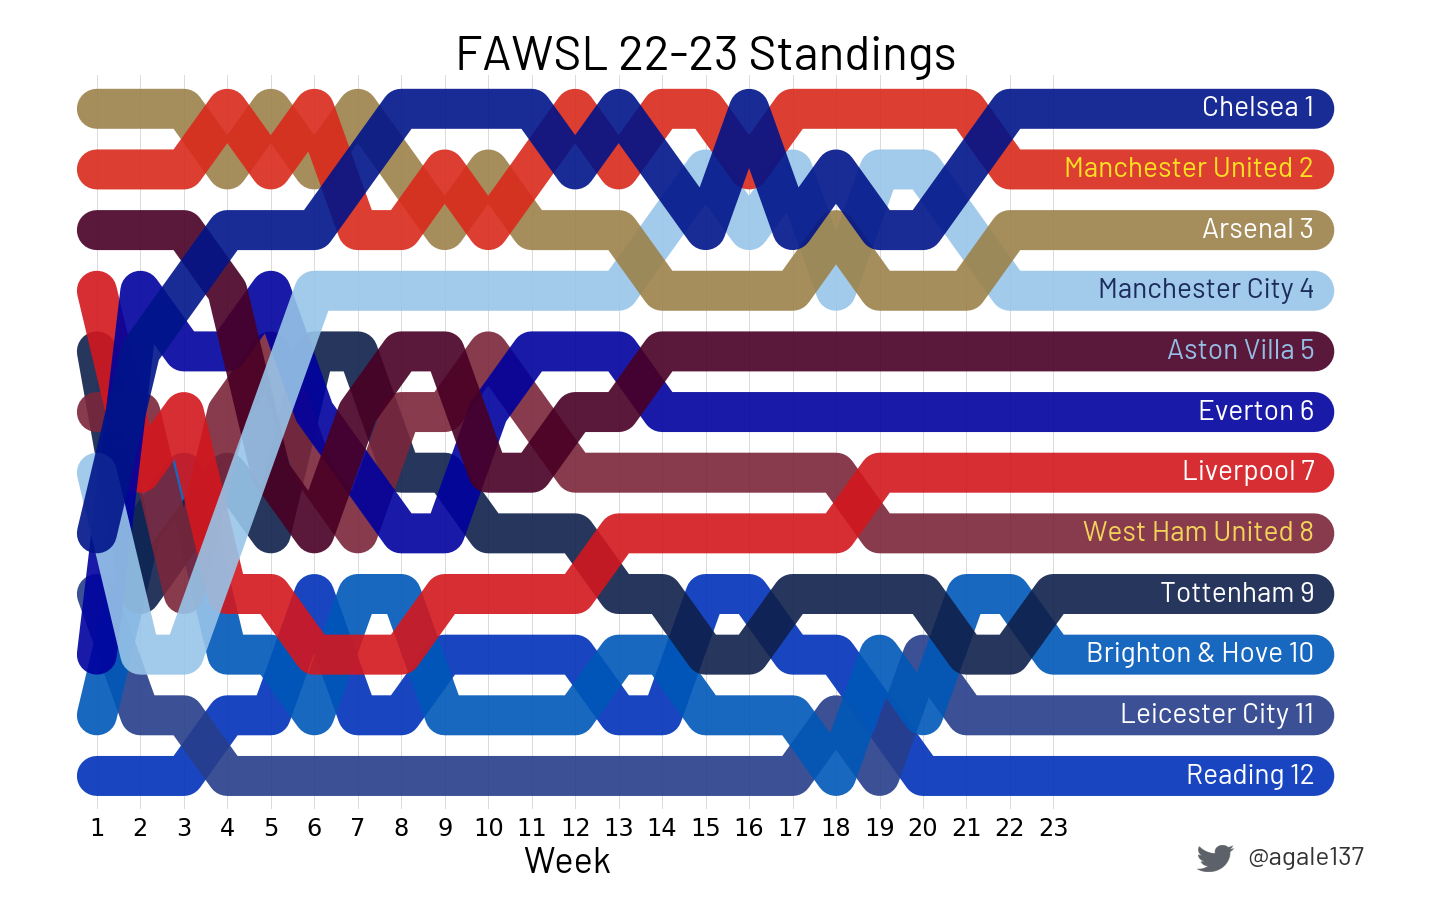 FAWSL 22-23 Standings
Chelsea 1
Manchester United 2
Arsenal 3
Manchester City 4
Aston Villa 5
Everton 6
Liverpool 7
West Ham United 8
Tottenham 9
Brighton & Hove 10
Leicester City 11
Reading 12
1 2 3 4 5 6 7 8 9 10 11 12 13 14 15 16 17 18 19 20 21 22 23
Week
@agale137